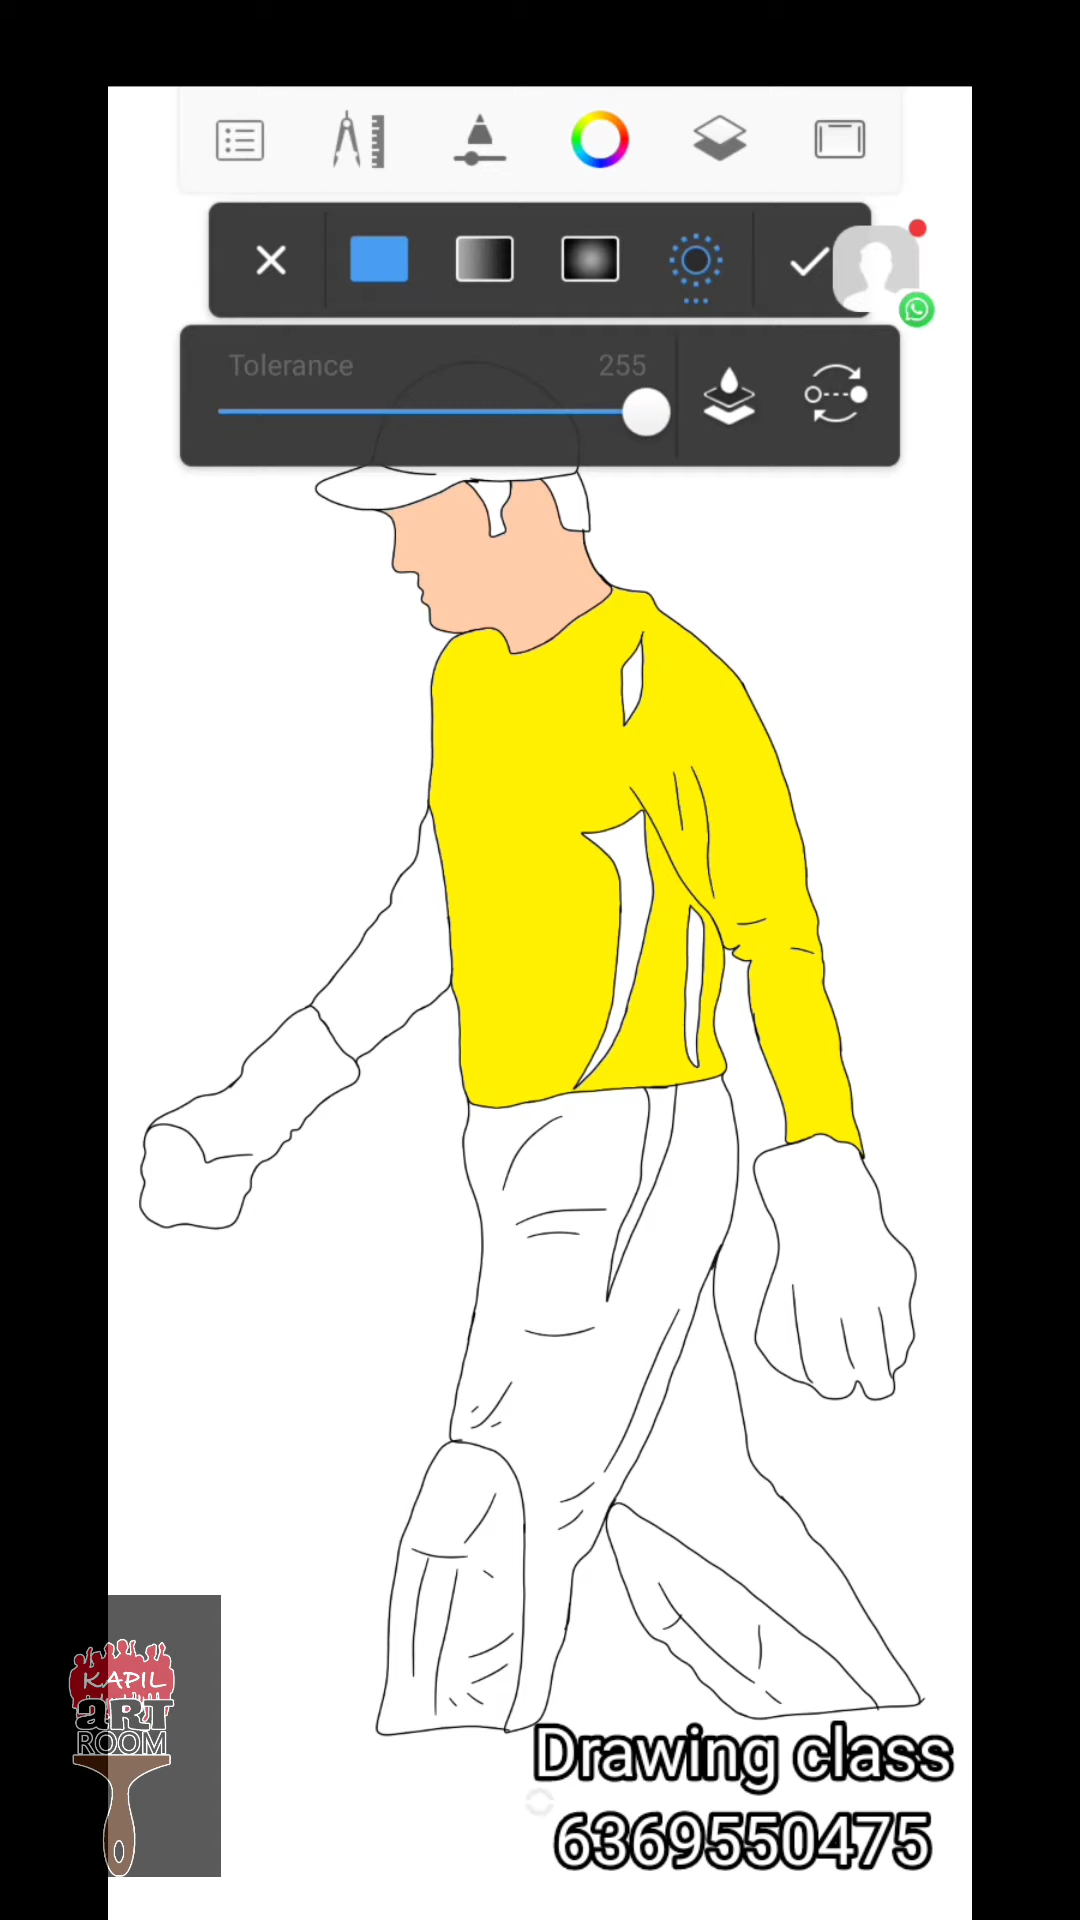 Tolerance 255
KAPIL
ART
ROOM
Drawing class
6369550475